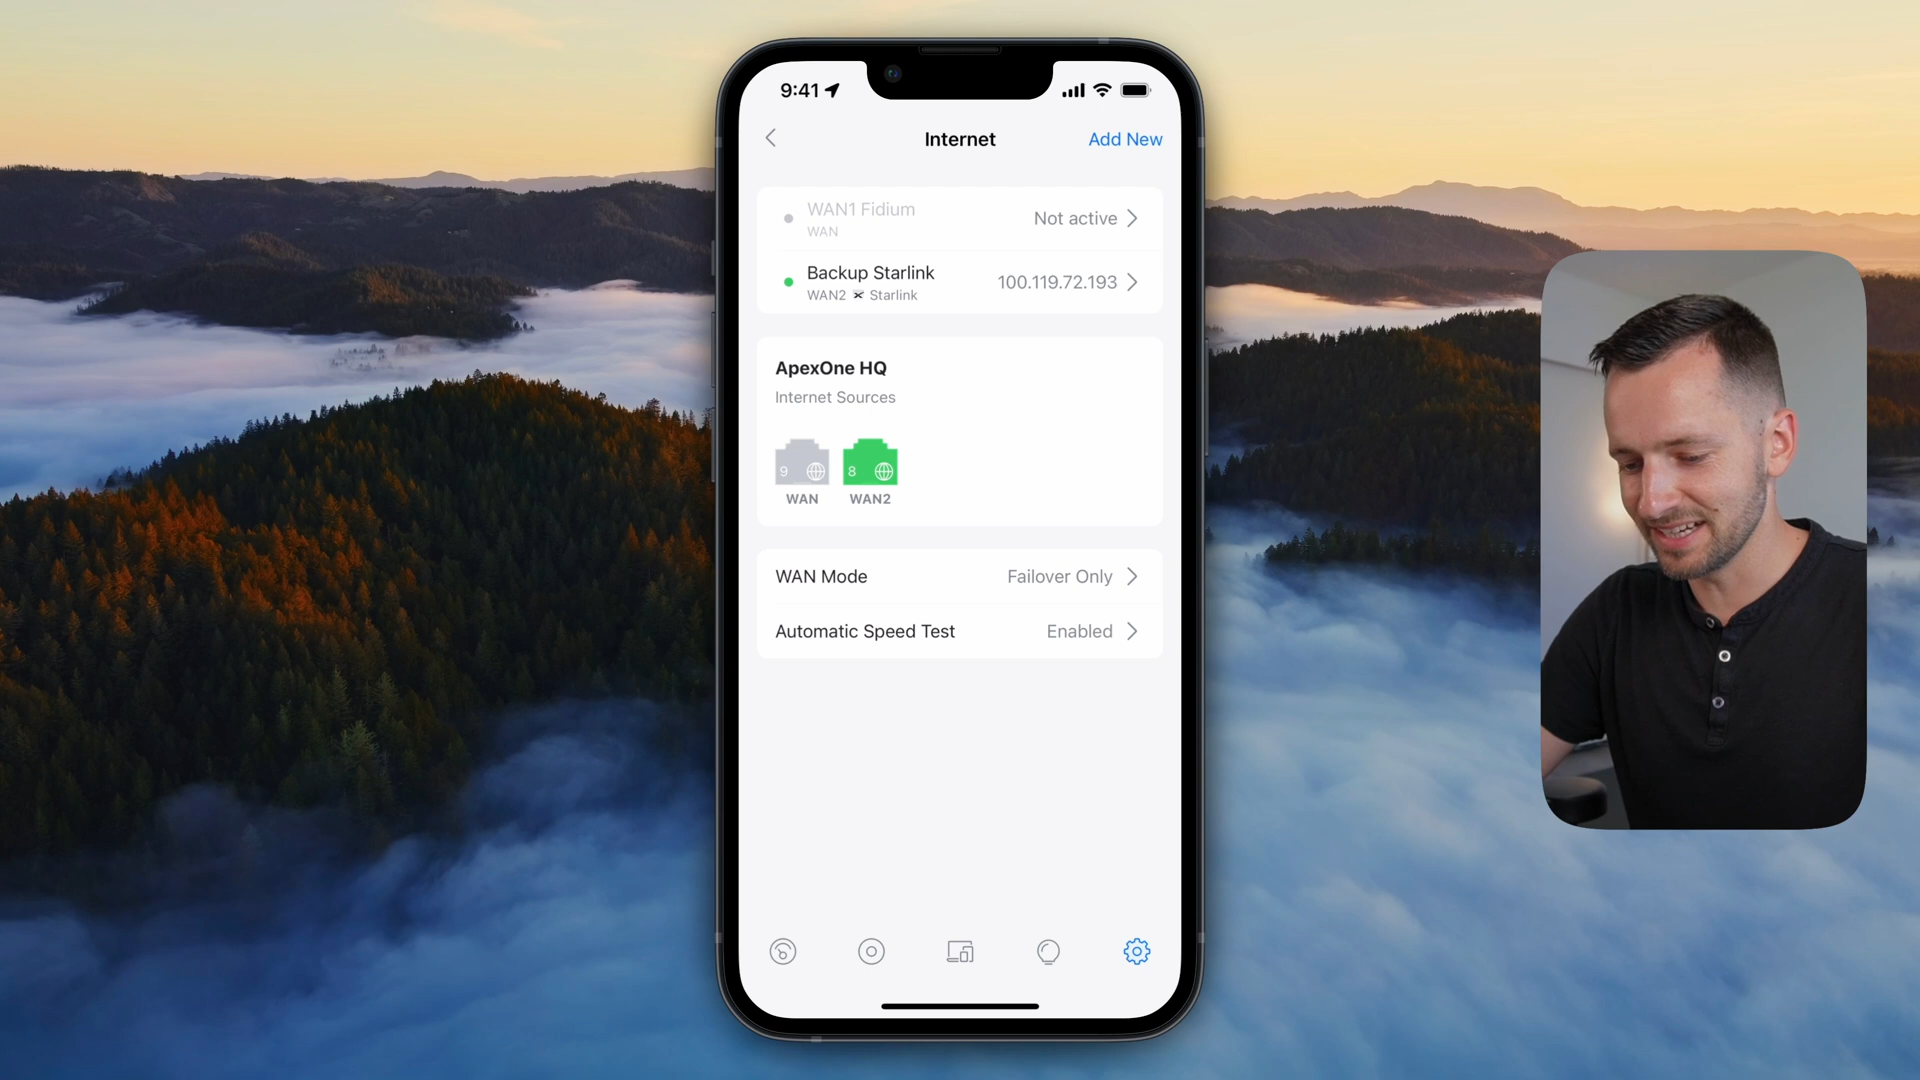 9:41
Internet
Add New
WAN1 Fidium
WAN
Not active
Backup Starlink
WAN2 Starlink
100.119.72.193
ApexOne HQ
Internet Sources
9
8
WAN
WAN2
WAN Mode
Failover Only
Automatic Speed Test
Enabled